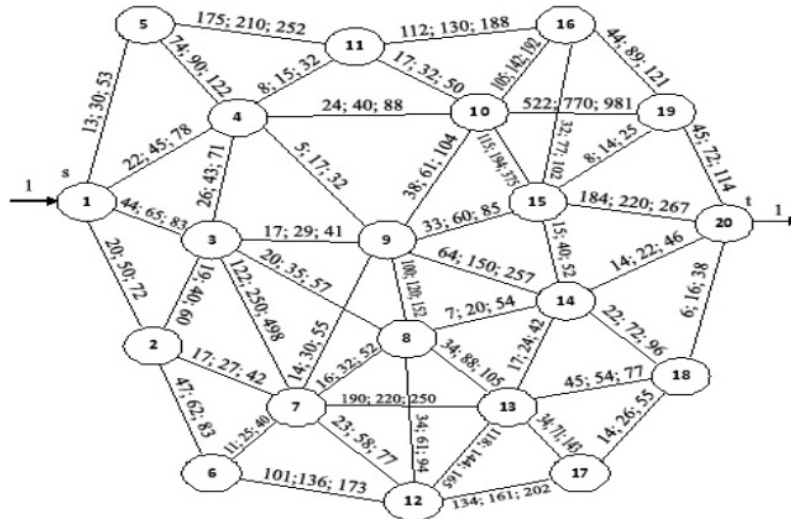 175; 210; 252
112; 130; 188
5
16
11
74; 90; 122
8; 15; 32
17; 32; 50
105; 142; 192
44; 89; 121
13; 30; 53
4
24; 40; 88
10
522; 770; 981
19
22; 45; 78
26; 43; 71
5; 17; 32
38; 61; 104
115; 194; 375
32; 77; 102
8; 14; 25
45; 72; 114
s
1
1
44; 65; 83
15
184; 220; 267
t
20
1
3
17; 29; 41
9
33; 60; 85
15; 40; 52
20; 50; 72
19; 40; 60
122; 250; 498
20; 35; 57
14; 30; 55
100; 120; 152
64; 150; 257
14; 22; 46
14
6; 16; 38
2
8
7; 20; 54
22; 72; 96
17; 27; 42
16; 32; 52
34; 88; 105
17; 24; 42
18
47; 62; 83
7
190; 220; 250
13
45; 54; 77
11; 25; 40
23; 58; 77
34; 61; 94
118; 144; 165
34; 71; 143
14; 26; 55
6
101;136; 173
12
134; 161; 202
17